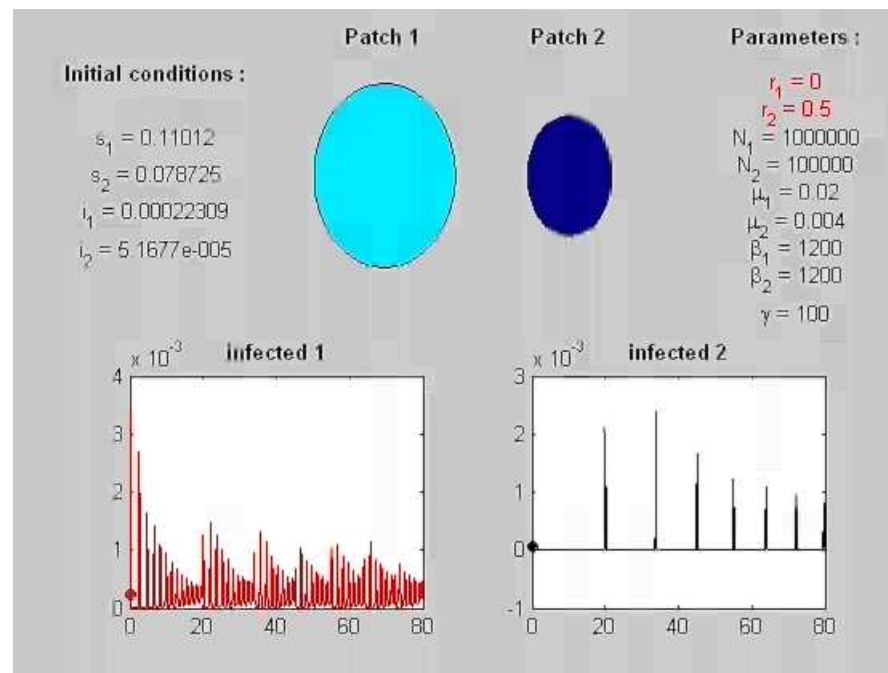 Patch 1
Patch 2
Initial conditions :
s1 = 0.11012
s2 = 0.078725
i1 = 0.00022309
i2 = 5.1677e-005
Parameters :
r1 = 0
r2 = 0.5
N1 = 1000000
N2 = 100000
μ1 = 0.02
μ2 = 0.004
β1 = 1200
β2 = 1200
γ = 100
x 10-3
infected 1
4
3
2
1
0
0 20 40 60 80
x 10-3
infected 2
3
2
1
0
-1
0 20 40 60 80